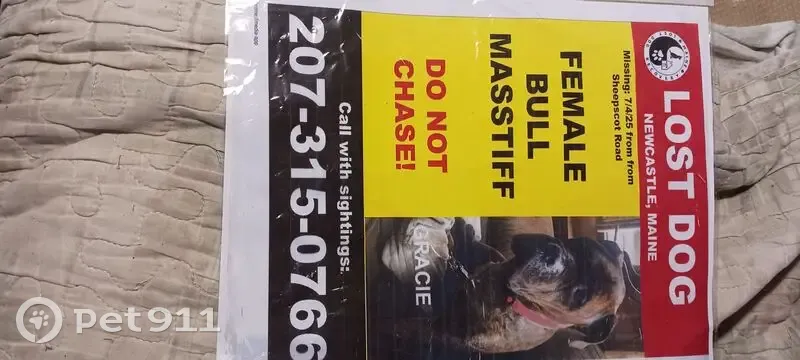 LOST DOG
NEWCASTLE, MAINE
Missing: 7/4/25 from from
Sheepscot Road
FEMALE
BULL
MASSTIFF
DO NOT
CHASE!
GRACIE
Call with sightings:
207-315-0766
pet911